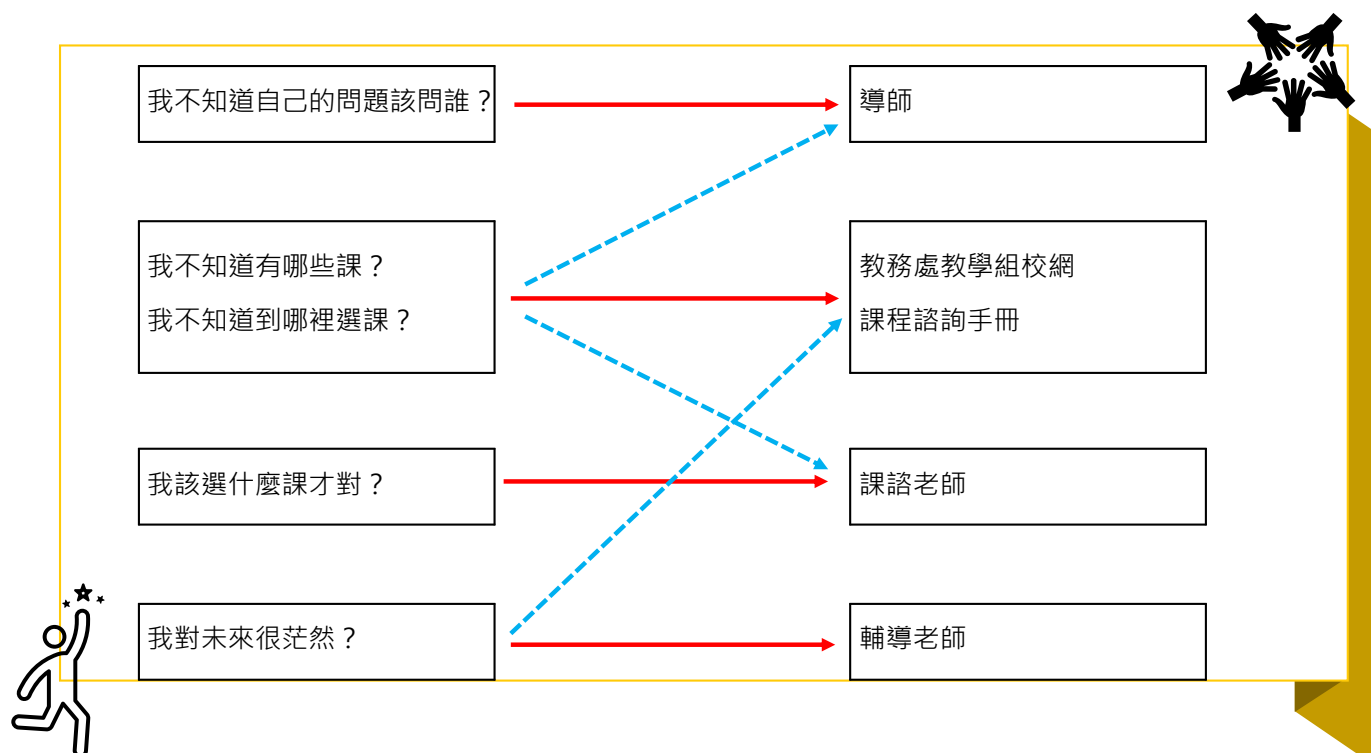 我不知道自己的問題該問誰？
導師
我不知道有哪些課？
我不知道到哪裡選課？
教務處教學組校網
課程諮詢手冊
我該選什麼課才對？
課諮老師
我對未來很茫然？
輔導老師